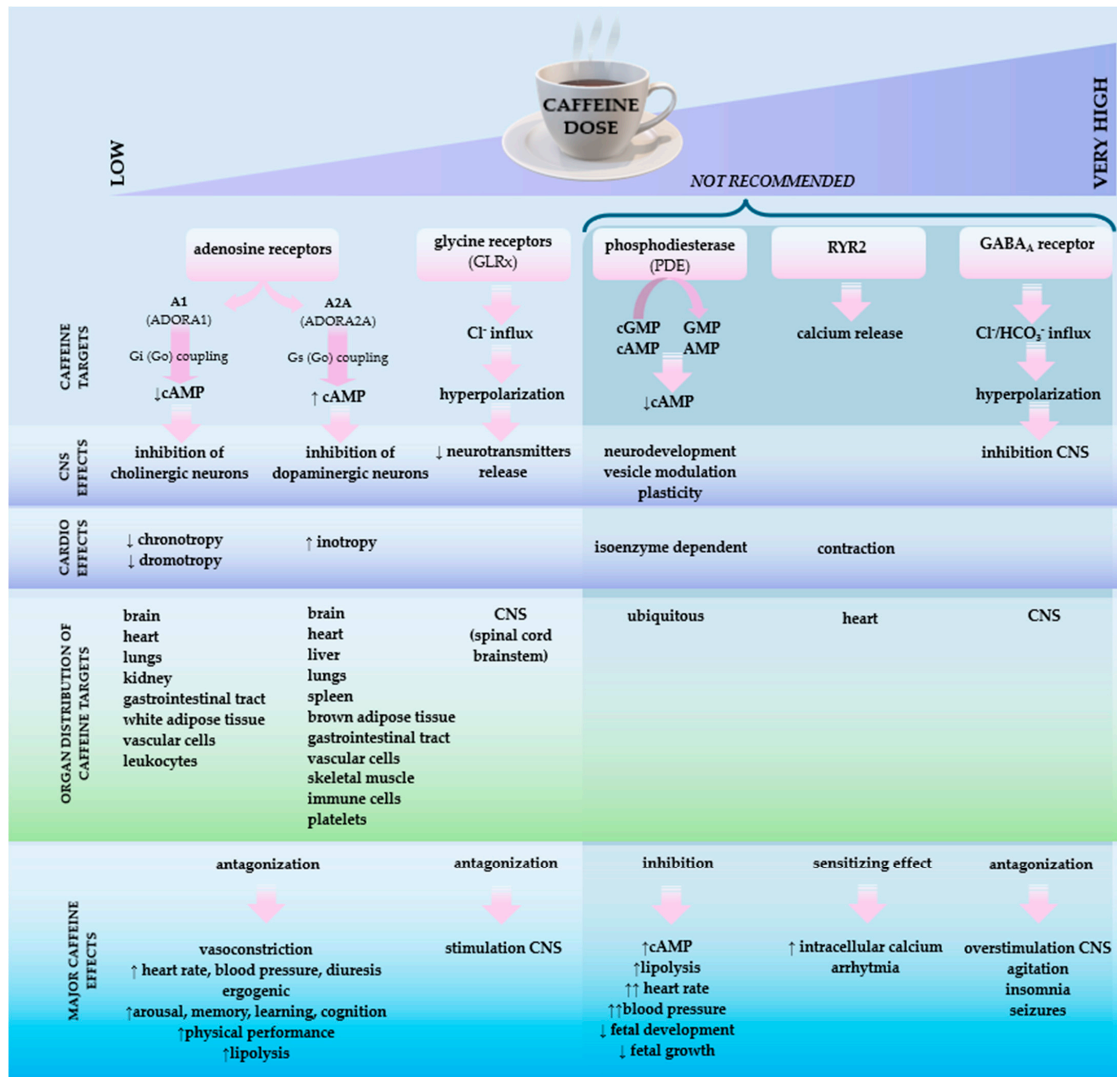 CAFFEINE
DOSE
LOW
VERY HIGH
NOT RECOMMENDED
adenosine receptors
glycine receptors
(GLRx)
phosphodiesterase
(PDE)
RYR2
GABAA receptor
CAFFEINE
TARGETS
A1
(ADORA1)
Gi (Go) coupling
↓cAMP
A2A
(ADORA2A)
Gs (Go) coupling
↑ cAMP
Cl- influx
hyperpolarization
cGMP
cAMP
GMP
AMP
↓cAMP
calcium release
Cl-/HCO3- influx
hyperpolarization
CNS
EFFECTS
inhibition of
cholinergic neurons
inhibition of
dopaminergic neurons
↓ neurotransmitters
release
neurodevelopment
vesicle modulation
plasticity
inhibition CNS
CARDIO
EFFECTS
↓ chronotropy
↓ dromotropy
↑ inotropy
isoenzyme dependent
contraction
ORGAN DISTRIBUTION OF
CAFFEINE TARGETS
brain
heart
lungs
kidney
gastrointestinal tract
white adipose tissue
vascular cells
leukocytes
brain
heart
liver
lungs
spleen
brown adipose tissue
gastrointestinal tract
vascular cells
skeletal muscle
immune cells
platelets
CNS
(spinal cord
brainstem)
ubiquitous
heart
CNS
MAJOR CAFFEINE
EFFECTS
antagonization
vasoconstriction
↑ heart rate, blood pressure, diuresis
ergogenic
↑arousal, memory, learning, cognition
↑physical performance
↑lipolysis
antagonization
stimulation CNS
inhibition
↑cAMP
↑lipolysis
↑↑ heart rate
↑↑blood pressure
↓ fetal development
↓ fetal growth
sensitizing effect
↑ intracellular calcium
arrhytmia
antagonization
overstimulation CNS
agitation
insomnia
seizures